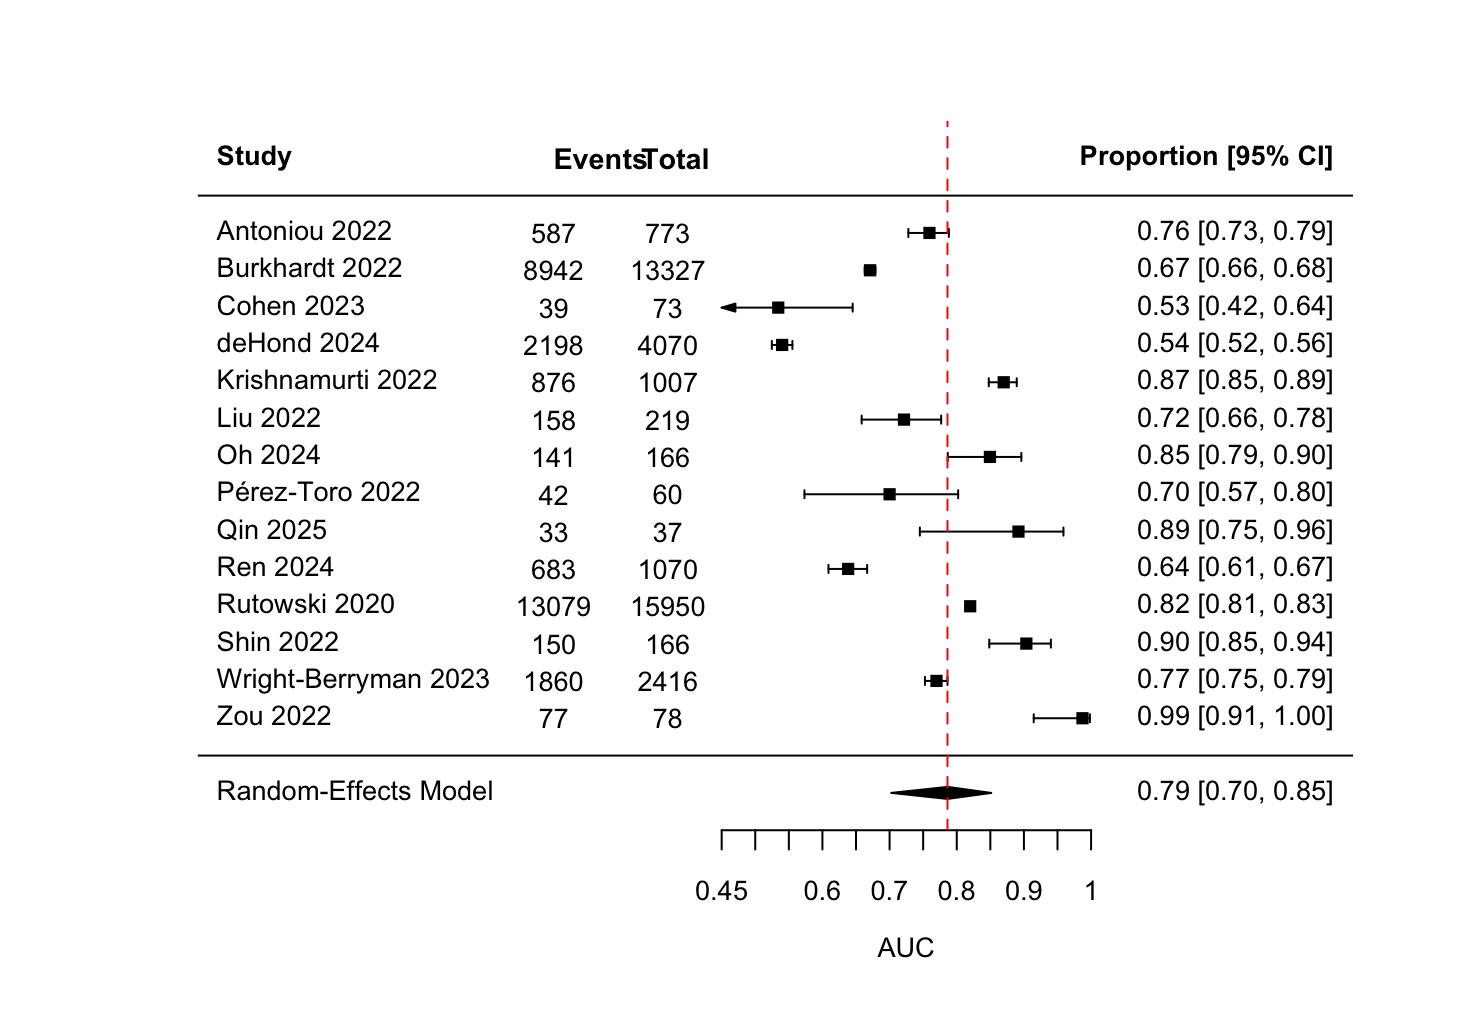 Study EventsTotal Proportion [95% CI]
Antoniou 2022 587 773 0.76 [0.73, 0.79]
Burkhardt 2022 8942 13327 0.67 [0.66, 0.68]
Cohen 2023 39 73 0.53 [0.42, 0.64]
deHond 2024 2198 4070 0.54 [0.52, 0.56]
Krishnamurti 2022 876 1007 0.87 [0.85, 0.89]
Liu 2022 158 219 0.72 [0.66, 0.78]
Oh 2024 141 166 0.85 [0.79, 0.90]
Pérez-Toro 2022 42 60 0.70 [0.57, 0.80]
Qin 2025 33 37 0.89 [0.75, 0.96]
Ren 2024 683 1070 0.64 [0.61, 0.67]
Rutowski 2020 13079 15950 0.82 [0.81, 0.83]
Shin 2022 150 166 0.90 [0.85, 0.94]
Wright-Berryman 2023 1860 2416 0.77 [0.75, 0.79]
Zou 2022 77 78 0.99 [0.91, 1.00]
Random-Effects Model 0.79 [0.70, 0.85]
0.45 0.6 0.7 0.8 0.9 1
AUC